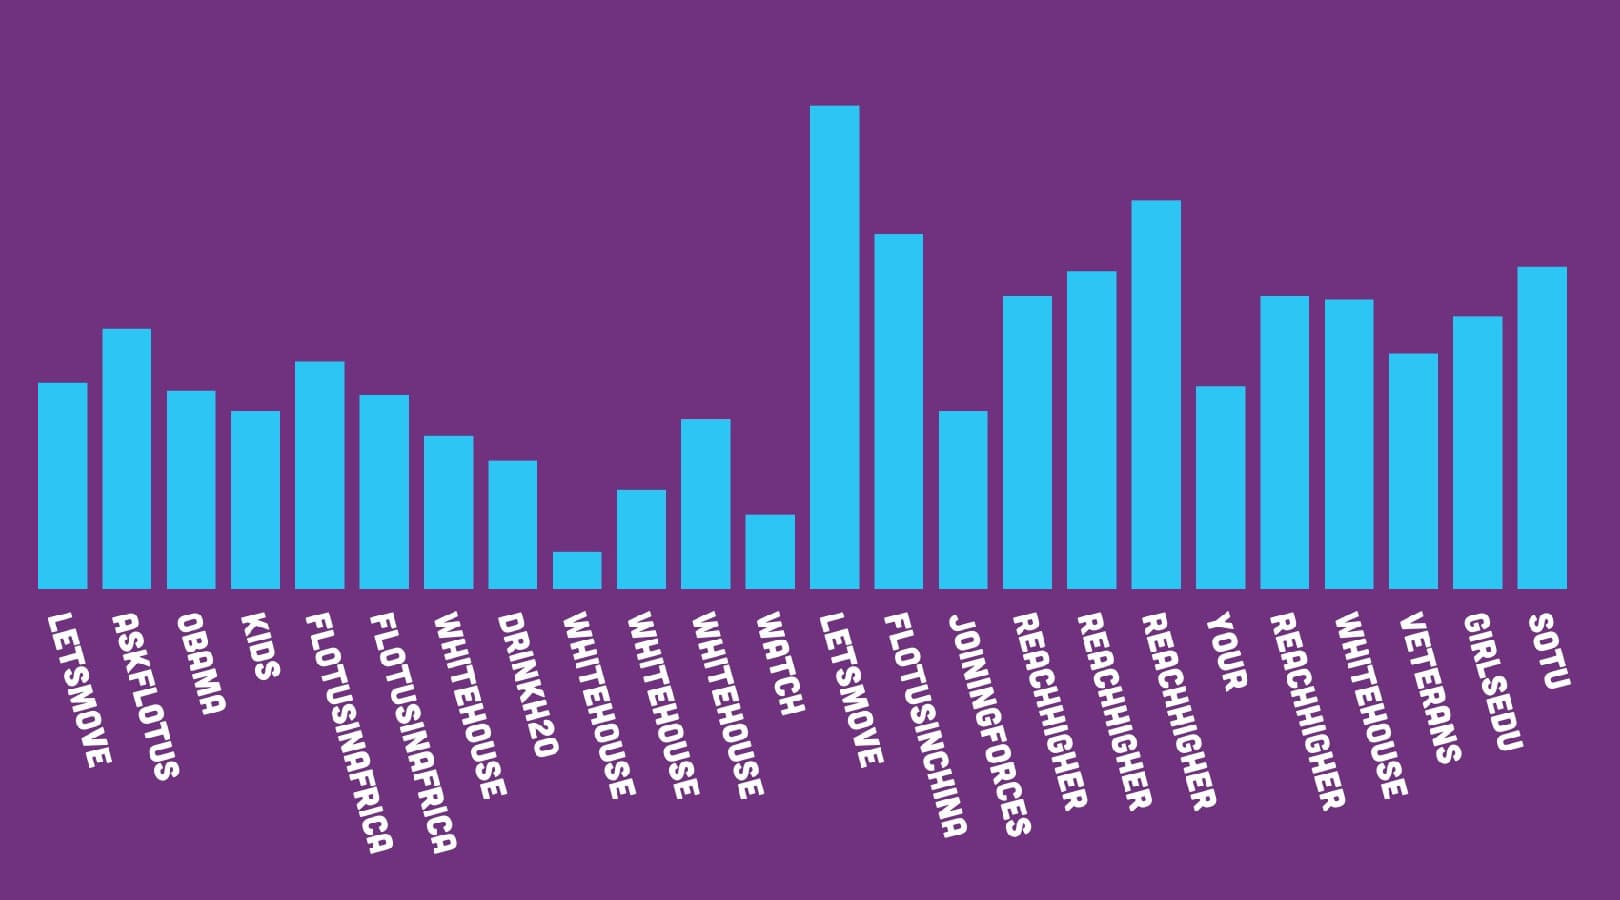 LETSMOVE
ASKFLOTUS
OBAMA
KIDS
FLOTUSINAFRICA
FLOTUSINAFRICA
WHITEHOUSE
DRINKH20
WHITEHOUSE
WHITEHOUSE
WHITEHOUSE
WATCH
LETSMOVE
FLOTUSINCHINA
JOININGFORCES
REACHHIGHER
REACHHIGHER
REACHHIGHER
YOUR
REACHHIGHER
WHITEHOUSE
VETERANS
GIRLSEDU
SOTU